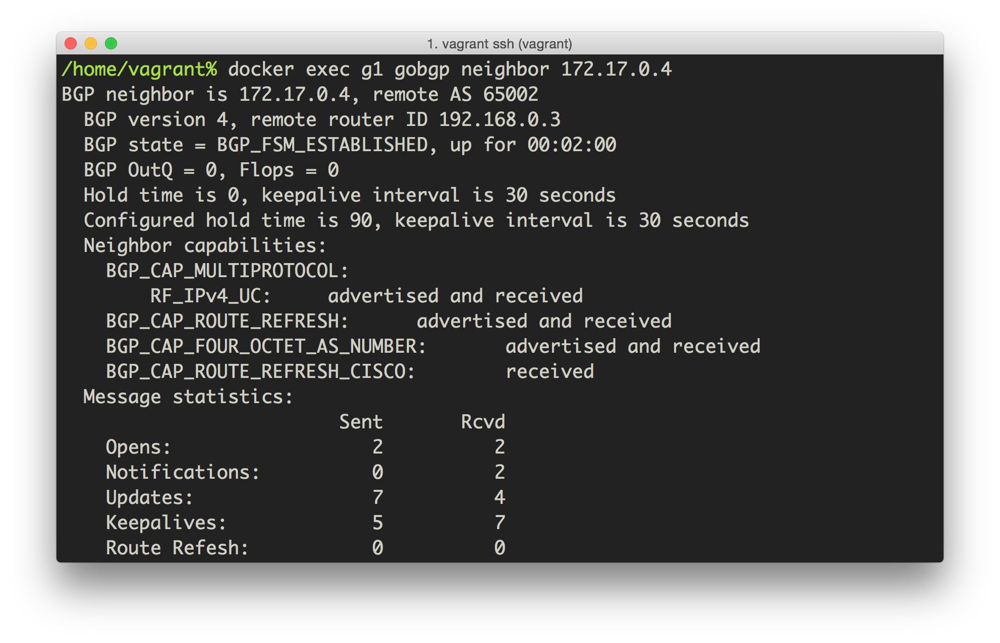 1. vagrant ssh (vagrant)
/home/vagrant% docker exec g1 gobgp neighbor 172.17.0.4
BGP neighbor is 172.17.0.4, remote AS 65002
BGP version 4, remote router ID 192.168.0.3
BGP state = BGP_FSM_ESTABLISHED, up for 00:02:00
BGP OutQ = 0, Flops = 0
Hold time is 0, keepalive interval is 30 seconds
Configured hold time is 90, keepalive interval is 30 seconds
Neighbor capabilities:
BGP_CAP_MULTIPROTOCOL:
RF_IPv4_UC: advertised and received
BGP_CAP_ROUTE_REFRESH: advertised and received
BGP_CAP_FOUR_OCTET_AS_NUMBER: advertised and received
BGP_CAP_ROUTE_REFRESH_CISCO: received
Message statistics:
Sent Rcvd
Opens: 2 2
Notifications: 0 2
Updates: 7 4
Keepalives: 5 7
Route Refesh: 0 0